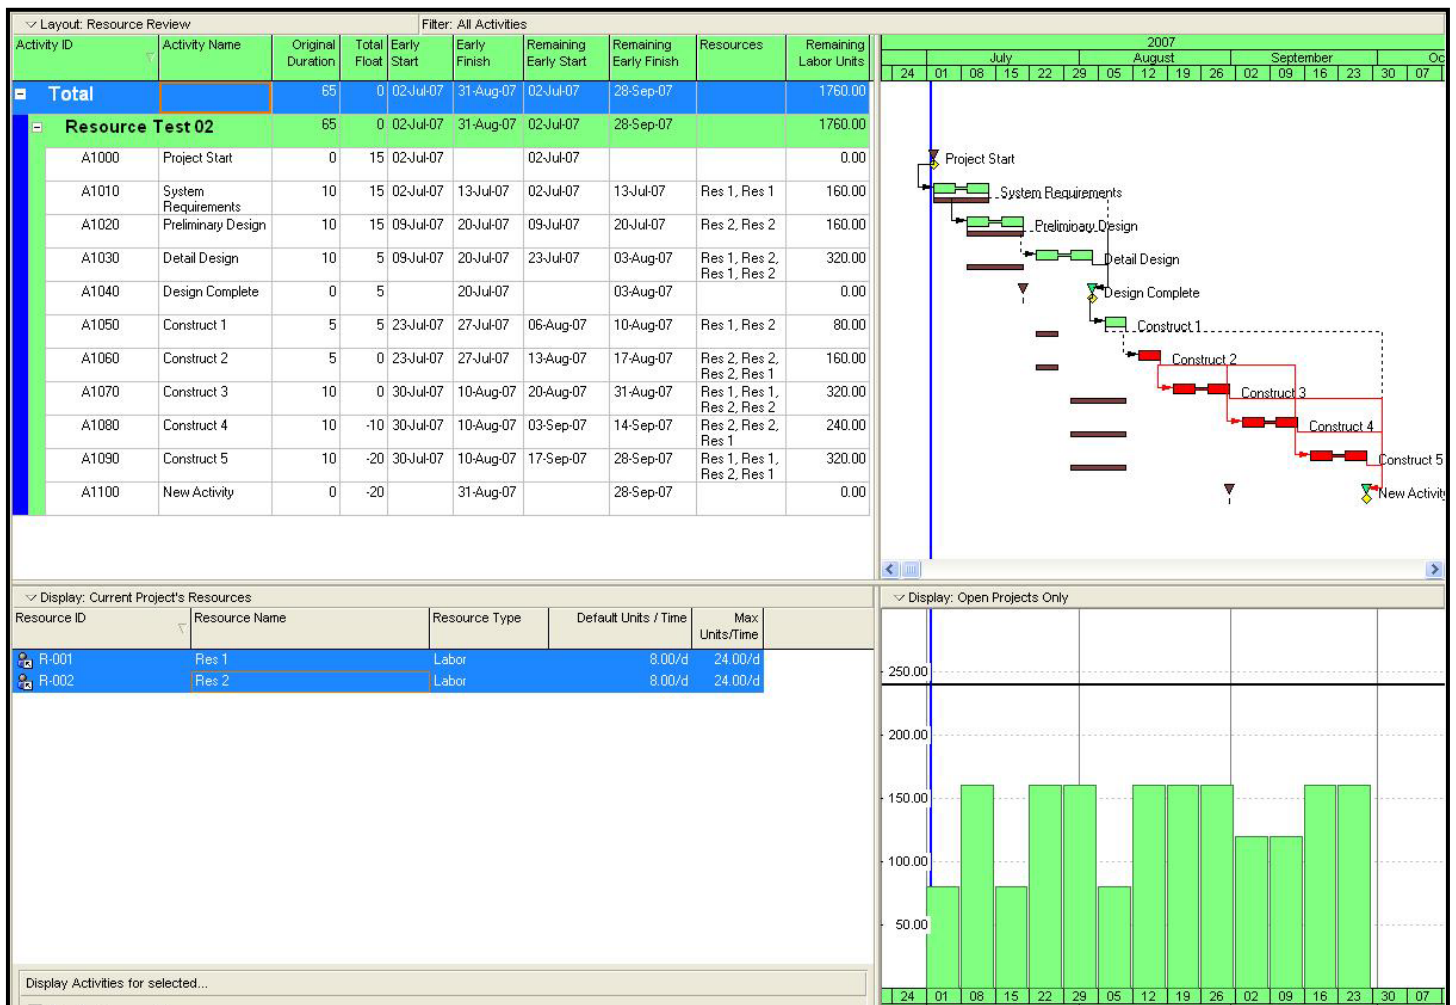 Layout: Resource Review Filter: All Activities
Activity ID Activity Name Original Duration Total Float Early Start Early Finish Remaining Early Start Remaining Early Finish Resources Remaining Labor Units
2007
July August September Oc
24 01 08 15 22 29 05 12 19 26 02 09 16 23 30 07
Total 65 0 02-Jul-07 31-Aug-07 02-Jul-07 28-Sep-07 1760.00
Resource Test 02 65 0 02-Jul-07 31-Aug-07 02-Jul-07 28-Sep-07 1760.00
A1000 Project Start 0 15 02-Jul-07 02-Jul-07 0.00
A1010 System Requirements 10 15 02-Jul-07 13-Jul-07 02-Jul-07 13-Jul-07 Res 1, Res 1 160.00
A1020 Preliminary Design 10 15 09-Jul-07 20-Jul-07 09-Jul-07 20-Jul-07 Res 2, Res 2 160.00
A1030 Detail Design 10 5 09-Jul-07 20-Jul-07 23-Jul-07 03-Aug-07 Res 1, Res 2, Res 1, Res 2 320.00
A1040 Design Complete 0 5 20-Jul-07 03-Aug-07 0.00
A1050 Construct 1 5 5 23-Jul-07 27-Jul-07 06-Aug-07 10-Aug-07 Res 1, Res 2 80.00
A1060 Construct 2 5 0 23-Jul-07 27-Jul-07 13-Aug-07 17-Aug-07 Res 2, Res 2, Res 2, Res 1 160.00
A1070 Construct 3 10 0 30-Jul-07 10-Aug-07 20-Aug-07 31-Aug-07 Res 1, Res 1, Res 2, Res 2 320.00
A1080 Construct 4 10 -10 30-Jul-07 10-Aug-07 03-Sep-07 14-Sep-07 Res 2, Res 2, Res 1 240.00
A1090 Construct 5 10 -20 30-Jul-07 10-Aug-07 17-Sep-07 28-Sep-07 Res 1, Res 1, Res 2, Res 1 320.00
A1100 New Activity 0 -20 31-Aug-07 28-Sep-07 0.00
Project Start
System Requirements
Preliminary Design
Detail Design
Design Complete
Construct 1
Construct 2
Construct 3
Construct 4
Construct 5
New Activity
Display: Current Project's Resources
Resource ID Resource Name Resource Type Default Units / Time Max Units/Time
R-001 Res 1 Labor 8.00/d 24.00/d
R-002 Res 2 Labor 8.00/d 24.00/d
Display Activities for selected...
Display: Open Projects Only
250.00
200.00
150.00
100.00
50.00
24 01 08 15 22 29 05 12 19 26 02 09 16 23 30 07